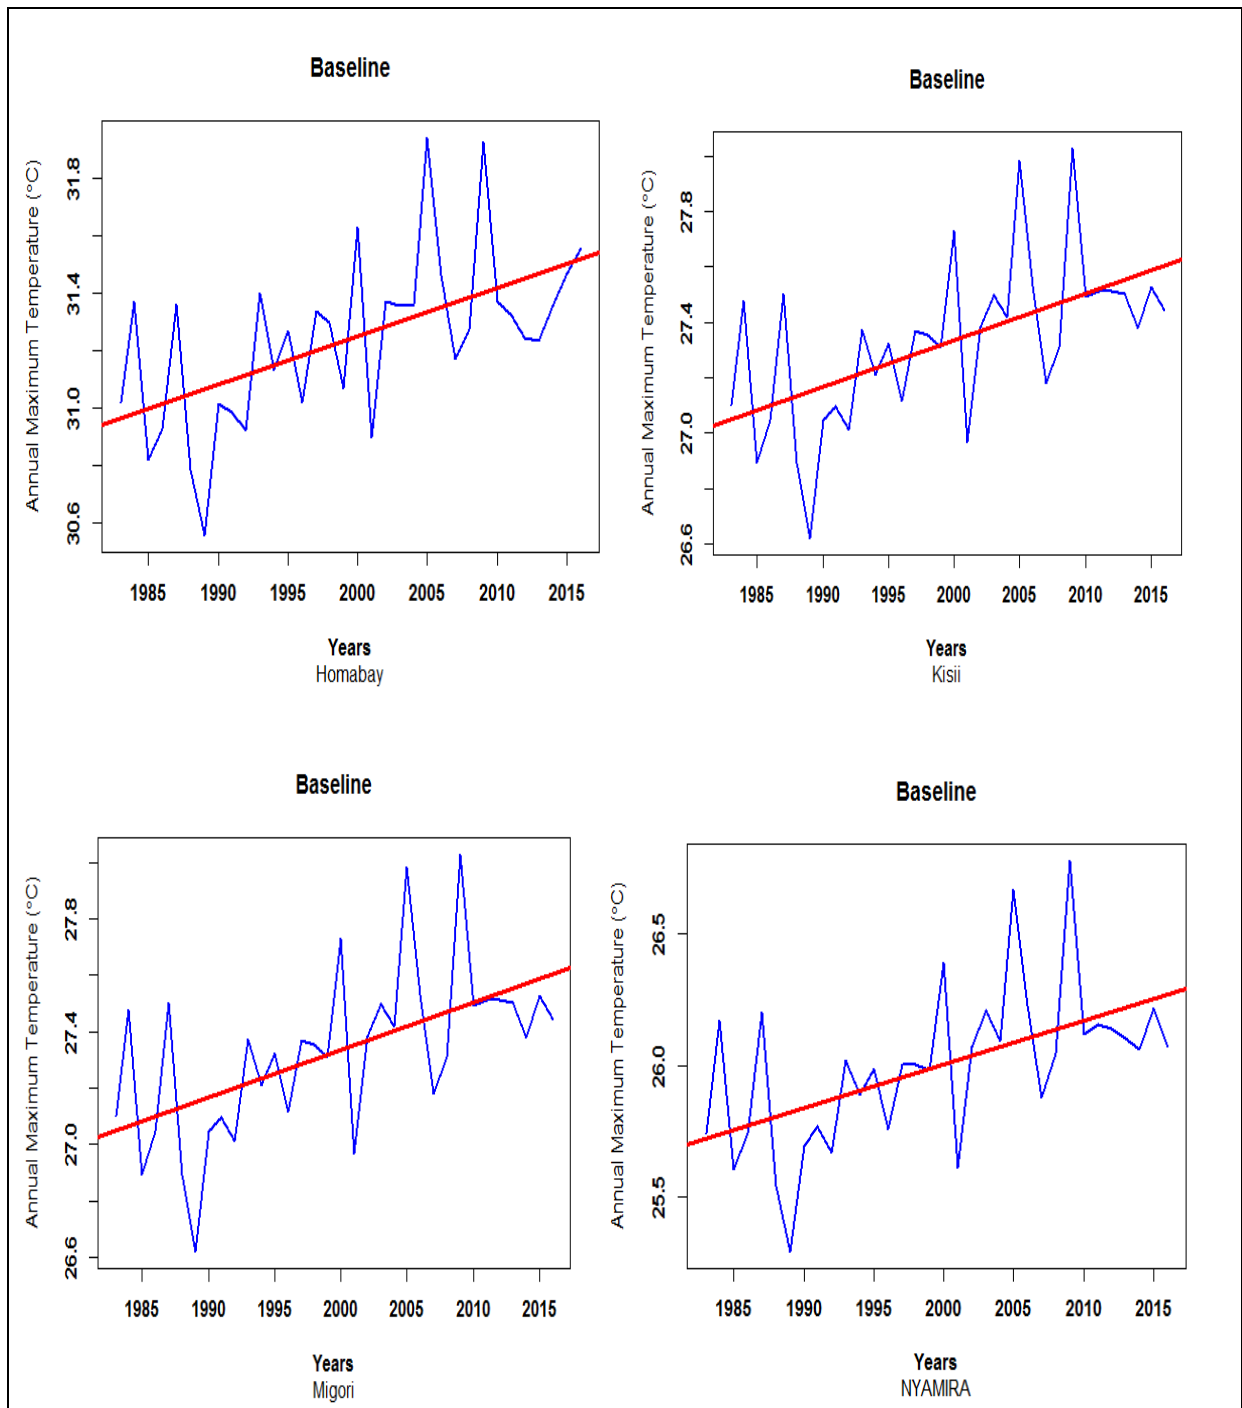 Baseline
Annual Maximum Temperature (°C)
31.8
31.4
31.0
30.6
1985 1990 1995 2000 2005 2010 2015
Years
Homabay
Baseline
Annual Maximum Temperature (°C)
27.8
27.4
27.0
26.6
1985 1990 1995 2000 2005 2010 2015
Years
Kisii
Baseline
Annual Maximum Temperature (°C)
27.8
27.4
27.0
26.6
1985 1990 1995 2000 2005 2010 2015
Years
Migori
Baseline
Annual Maximum Temperature (°C)
26.5
26.0
25.5
1985 1990 1995 2000 2005 2010 2015
Years
NYAMIRA